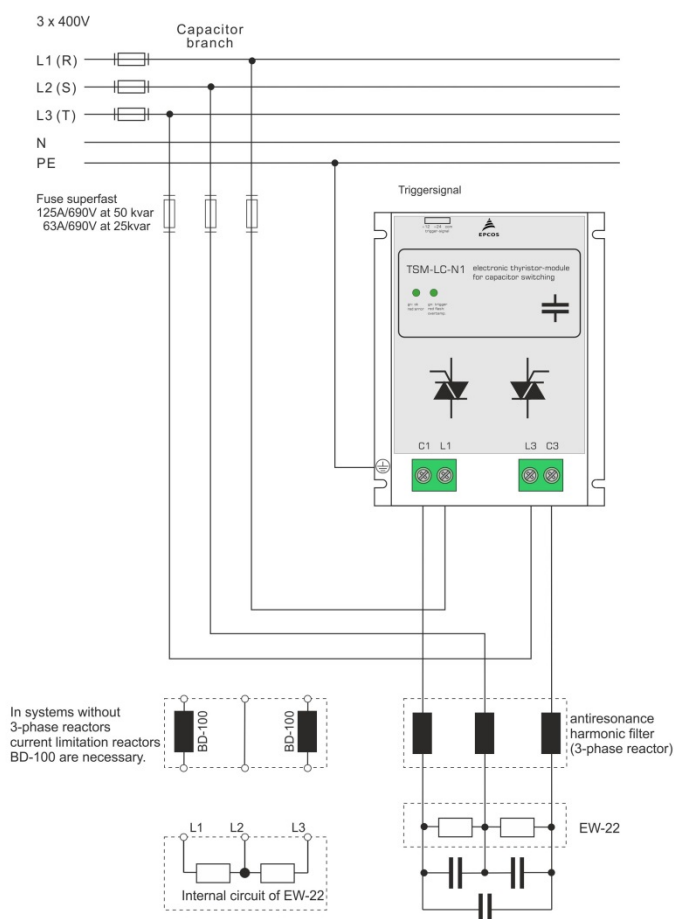 3 x 400V
Capacitor
branch
L1 (R)
L2 (S)
L3 (T)
N
PE
Fuse superfast
125A/690V at 50 kvar
63A/690V at 25kvar
Triggersignal
trigger signal
EPCOS
TSM-LC-N1
electronic thyristor-module
for capacitor switching
C1 L1
L3 C3
In systems without
3-phase reactors
current limitation reactors
BD-100 are necessary.
BD-100
BD-100
antiresonance
harmonic filter
(3-phase reactor)
L1 L2 L3
EW-22
Internal circuit of EW-22